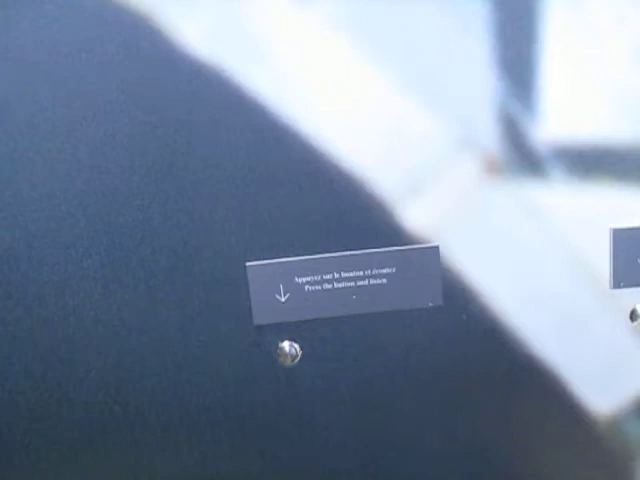 Appuyez sur le bouton et écoutez
Press the button and listen